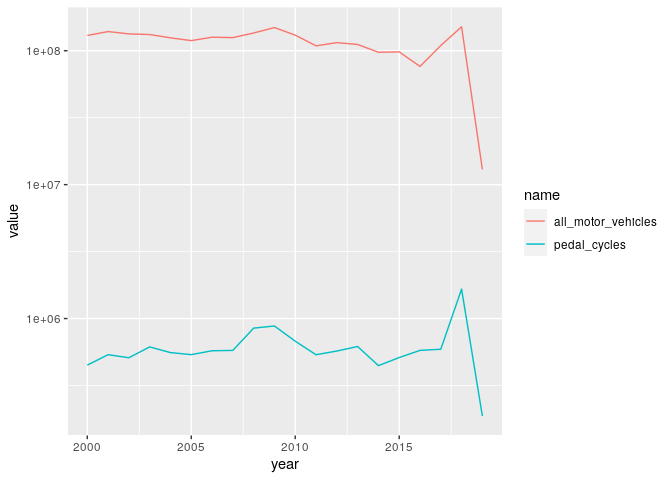 1e+08
1e+07
1e+06
value
2000 2005 2010 2015
year
name
all_motor_vehicles
pedal_cycles